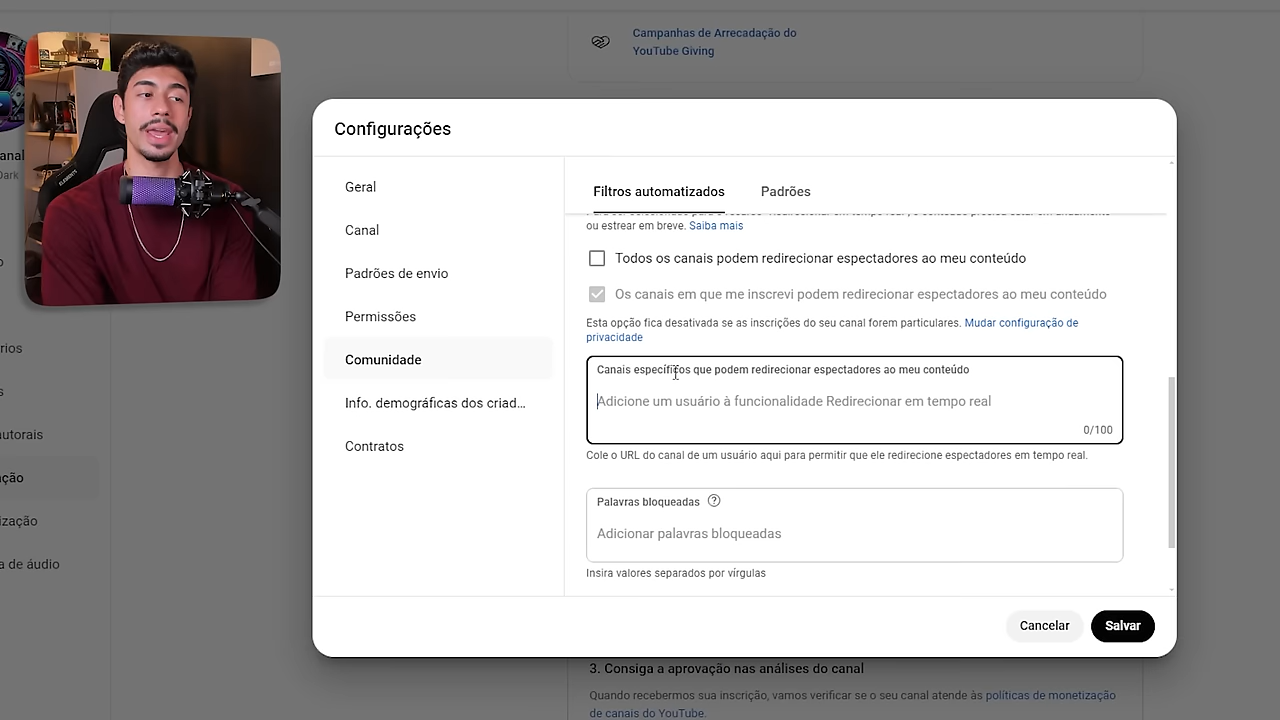 Campanhas de Arrecadação do
YouTube Giving
Configurações
Geral
Canal
Padrões de envio
Permissões
Comunidade
Info. demográficas dos criad...
Contratos
Filtros automatizados
Padrões
ou estrear em breve. Saiba mais
Todos os canais podem redirecionar espectadores ao meu conteúdo
Os canais em que me inscrevi podem redirecionar espectadores ao meu conteúdo
Esta opção fica desativada se as inscrições do seu canal forem particulares. Mudar configuração de
privacidade
Canais específicos que podem redirecionar espectadores ao meu conteúdo
Adicione um usuário à funcionalidade Redirecionar em tempo real
0/100
Cole o URL do canal de um usuário aqui para permitir que ele redirecione espectadores em tempo real.
Palavras bloqueadas
Adicionar palavras bloqueadas
Insira valores separados por vírgulas
Cancelar
Salvar
anal
Dark
o
rios
s
utorais
ção
ização
a de áudio
3. Consiga a aprovação nas análises do canal
Quando recebermos sua inscrição, vamos verificar se o seu canal atende às políticas de monetização
de canais do YouTube.